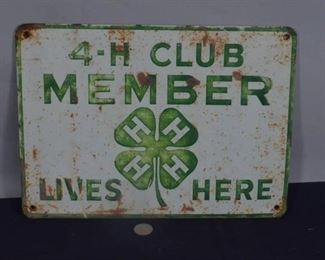 4-H CLUB
MEMBER
H H
H H
LIVES HERE